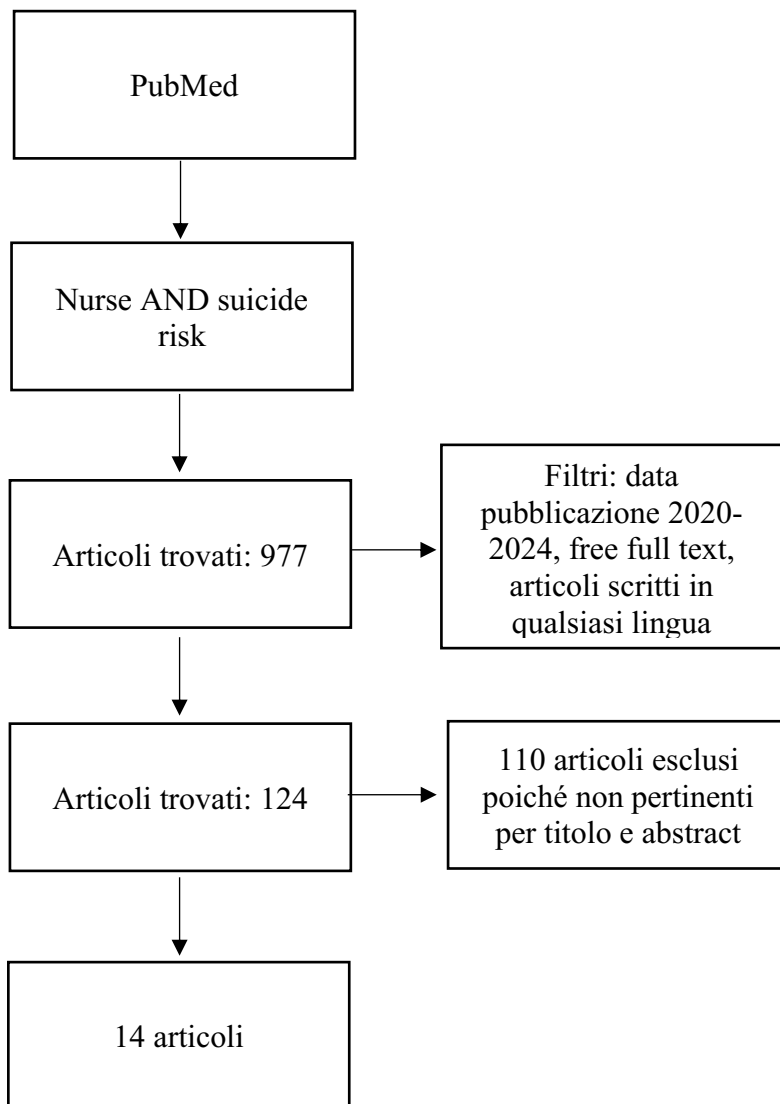 PubMed
Nurse AND suicide
risk
Articoli trovati: 977
Filtri: data
pubblicazione 2020-
2024, free full text,
articoli scritti in
qualsiasi lingua
Articoli trovati: 124
110 articoli esclusi
poiché non pertinenti
per titolo e abstract
14 articoli